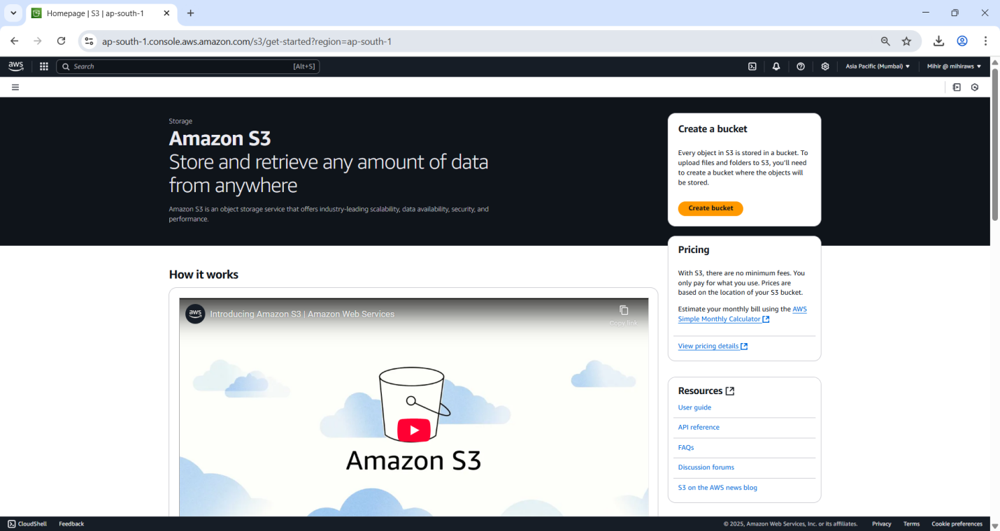 Homepage | S3 | ap-south-1
ap-south-1.console.aws.amazon.com/s3/get-started?region=ap-south-1
aws
Search
[Alt+S]
Asia Pacific (Mumbai)
Mihir @ mihiraws
Storage
Amazon S3
Store and retrieve any amount of data
from anywhere
Amazon S3 is an object storage service that offers industry-leading scalability, data availability, security, and
performance.
Create a bucket
Every object in S3 is stored in a bucket. To
upload files and folders to S3, you'll need
to create a bucket where the objects will
be stored.
Create bucket
Pricing
With S3, there are no minimum fees. You
only pay for what you use. Prices are
based on the location of your S3 bucket.
Estimate your monthly bill using the AWS
Simple Monthly Calculator
View pricing details
How it works
aws
Introducing Amazon S3 | Amazon Web Services
Copy link
Amazon S3
Resources
User guide
API reference
FAQs
Discussion forums
S3 on the AWS news blog
CloudShell
Feedback
© 2025, Amazon Web Services, Inc. or its affiliates.
Privacy
Terms
Cookie preferences